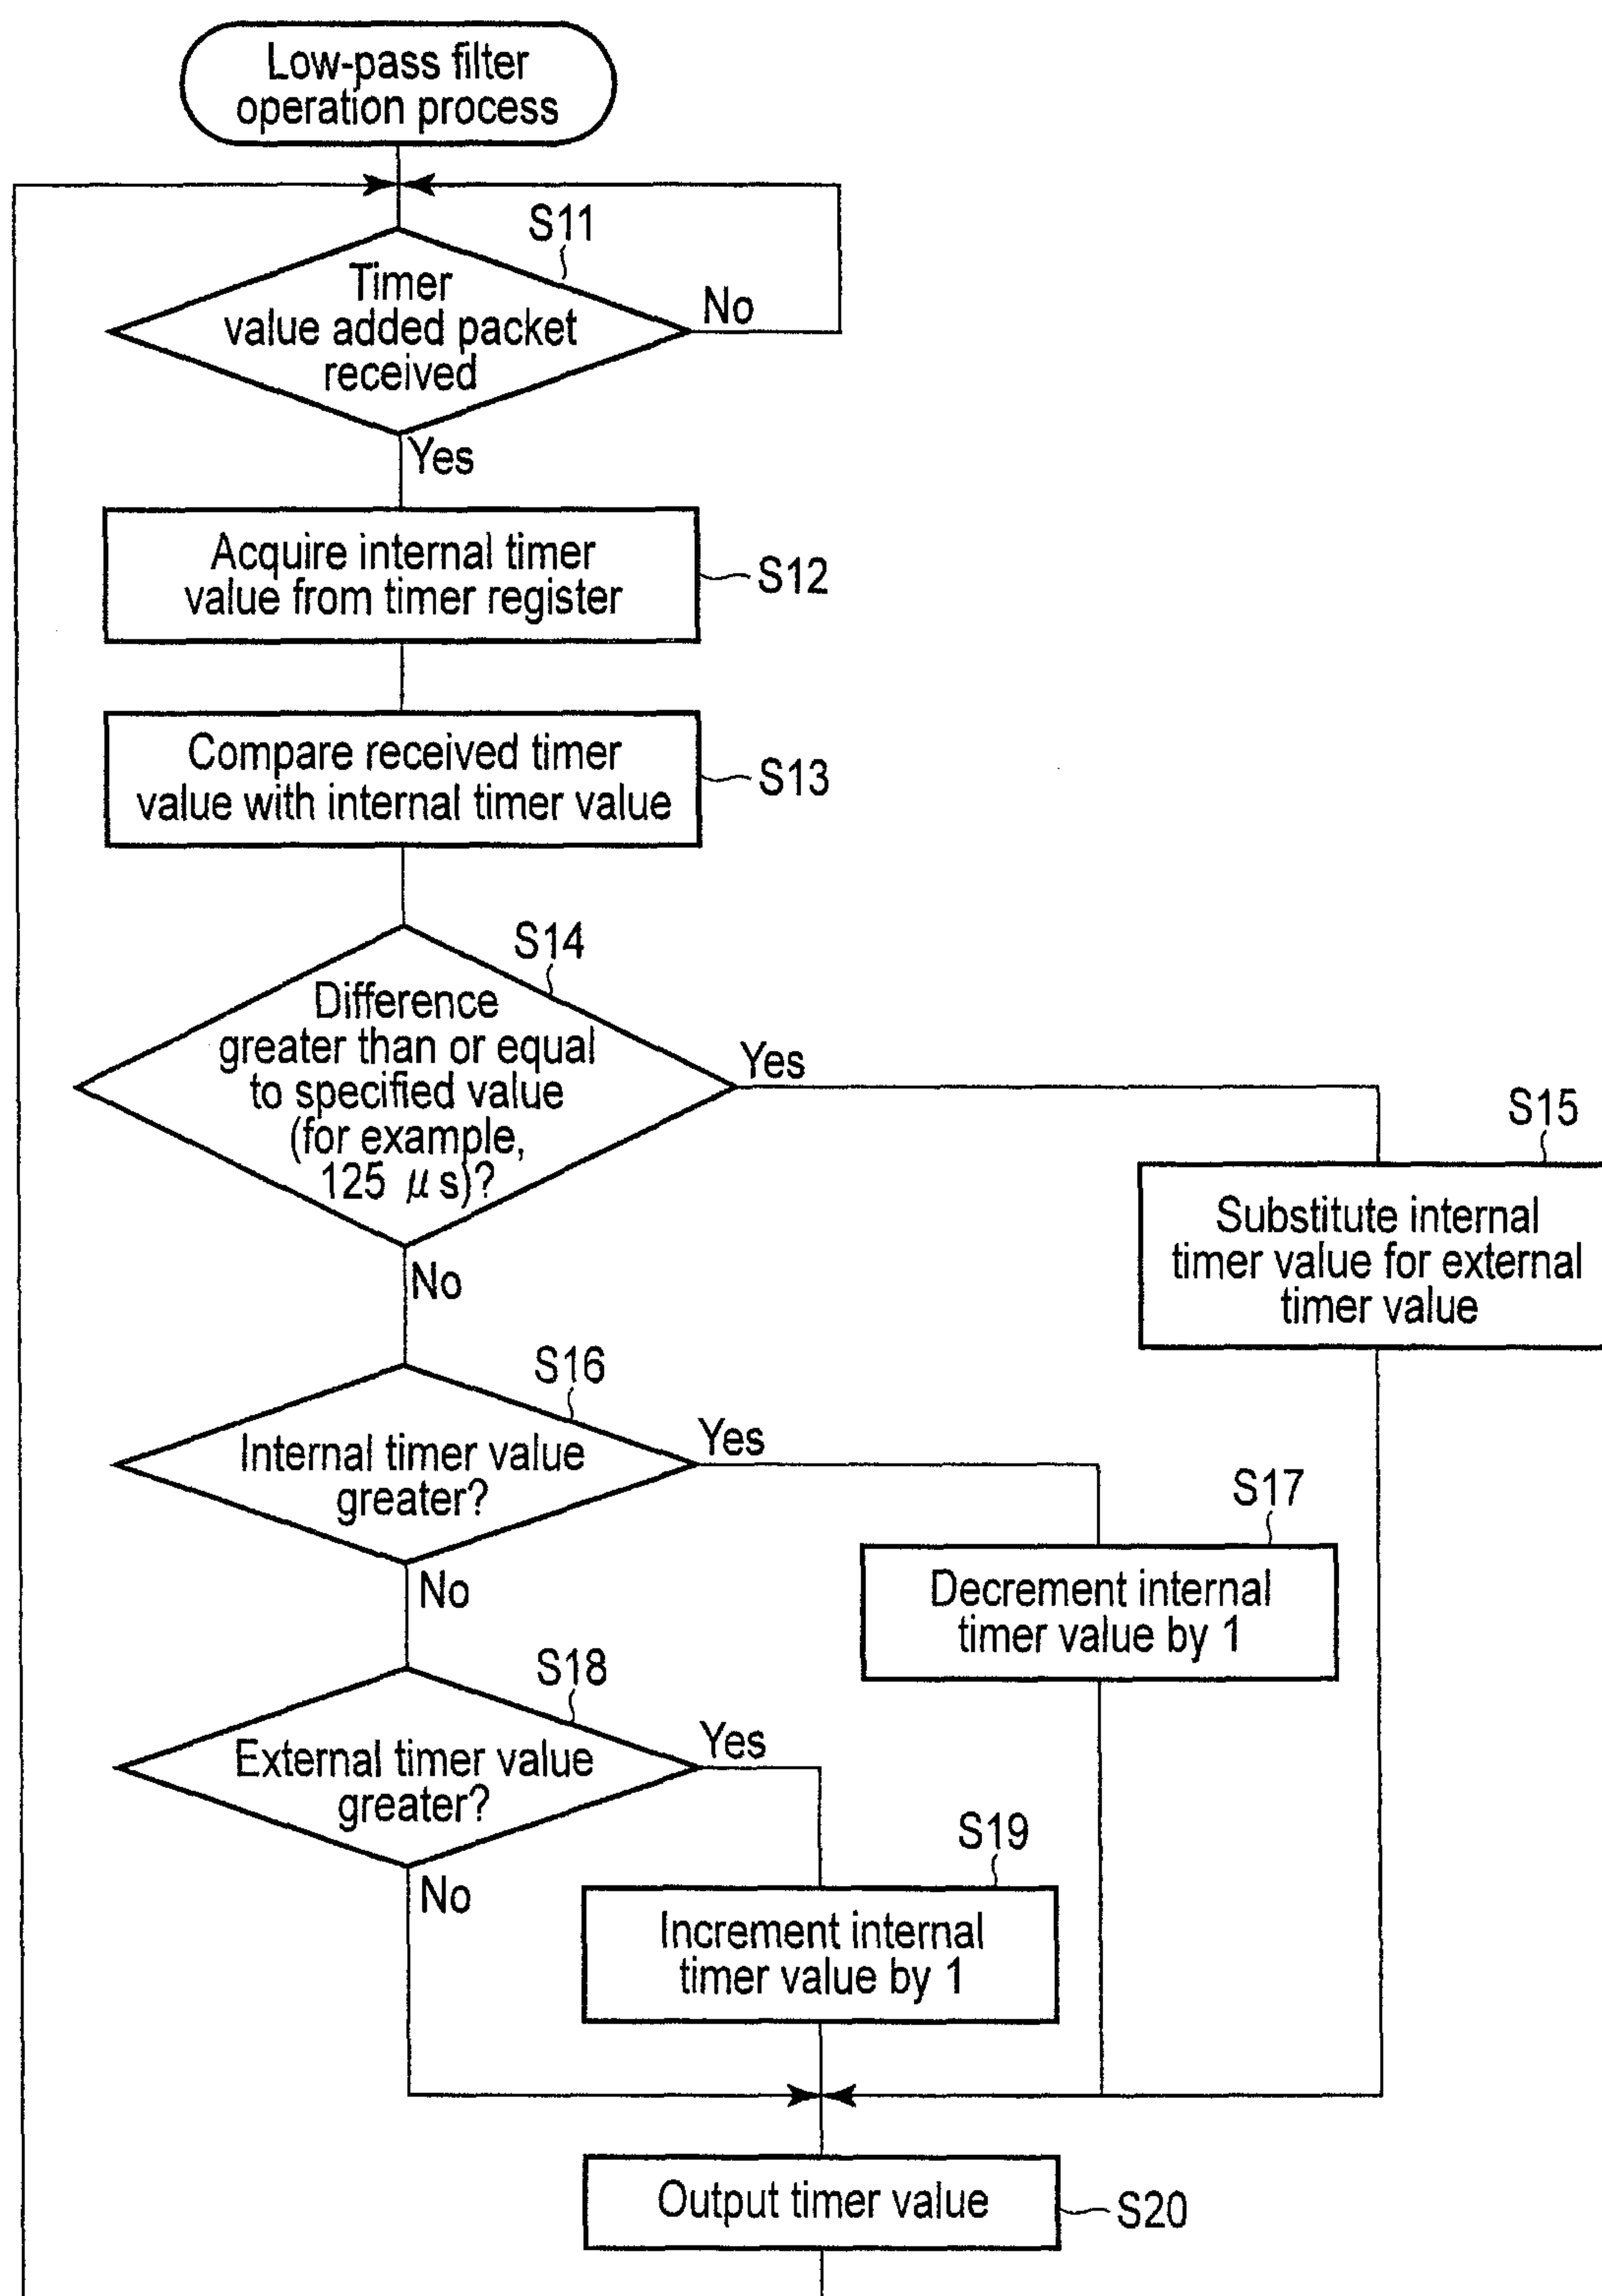 Low-pass filter
operation process
S11
Timer
value added packet
received
No
Yes
Acquire internal timer
value from timer register
S12
Compare received timer
value with internal timer value
S13
S14
Difference
greater than or equal
to specified value
(for example,
125 μs)?
Yes
No
S15
Substitute internal
timer value for external
timer value
S16
Internal timer value
greater?
Yes
No
S17
Decrement internal
timer value by 1
S18
External timer value
greater?
Yes
No
S19
Increment internal
timer value by 1
Output timer value
S20